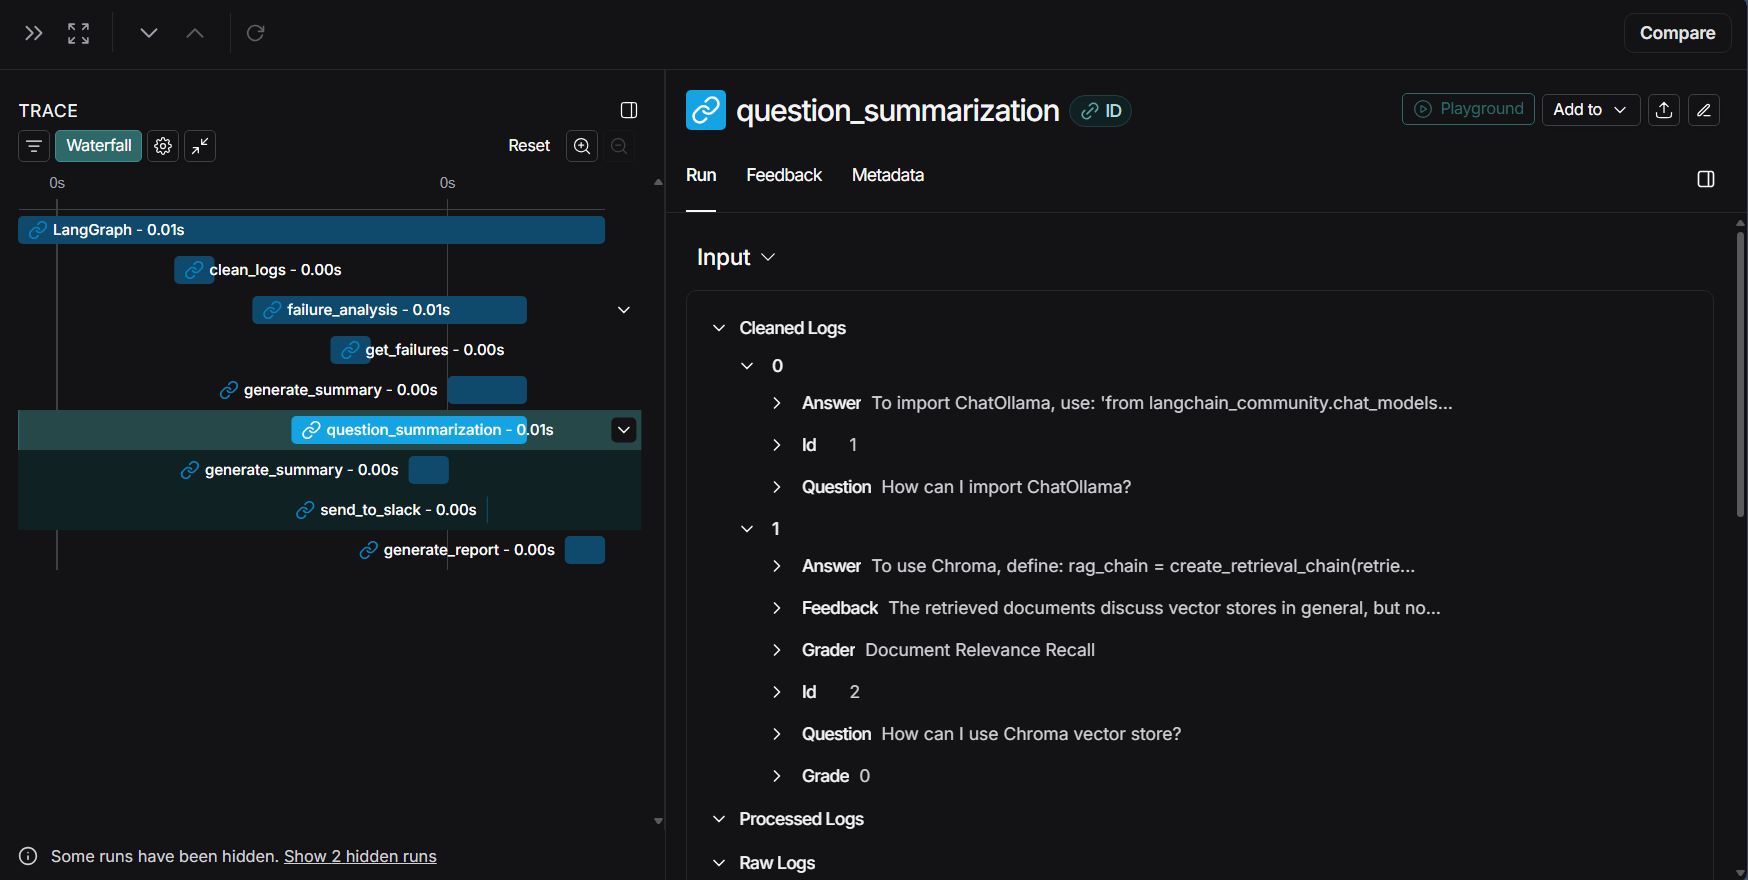 Compare
TRACE
Waterfall
Reset
0s 0s
LangGraph - 0.01s
clean_logs - 0.00s
failure_analysis - 0.01s
get_failures - 0.00s
generate_summary - 0.00s
question_summarization - 0.01s
generate_summary - 0.00s
send_to_slack - 0.00s
generate_report - 0.00s
Some runs have been hidden. Show 2 hidden runs
question_summarization ID
Playground Add to
Run Feedback Metadata
Input
Cleaned Logs
0
Answer To import ChatOllama, use: 'from langchain_community.chat_models...
Id 1
Question How can I import ChatOllama?
1
Answer To use Chroma, define: rag_chain = create_retrieval_chain(retrie...
Feedback The retrieved documents discuss vector stores in general, but no...
Grader Document Relevance Recall
Id 2
Question How can I use Chroma vector store?
Grade 0
Processed Logs
Raw Logs